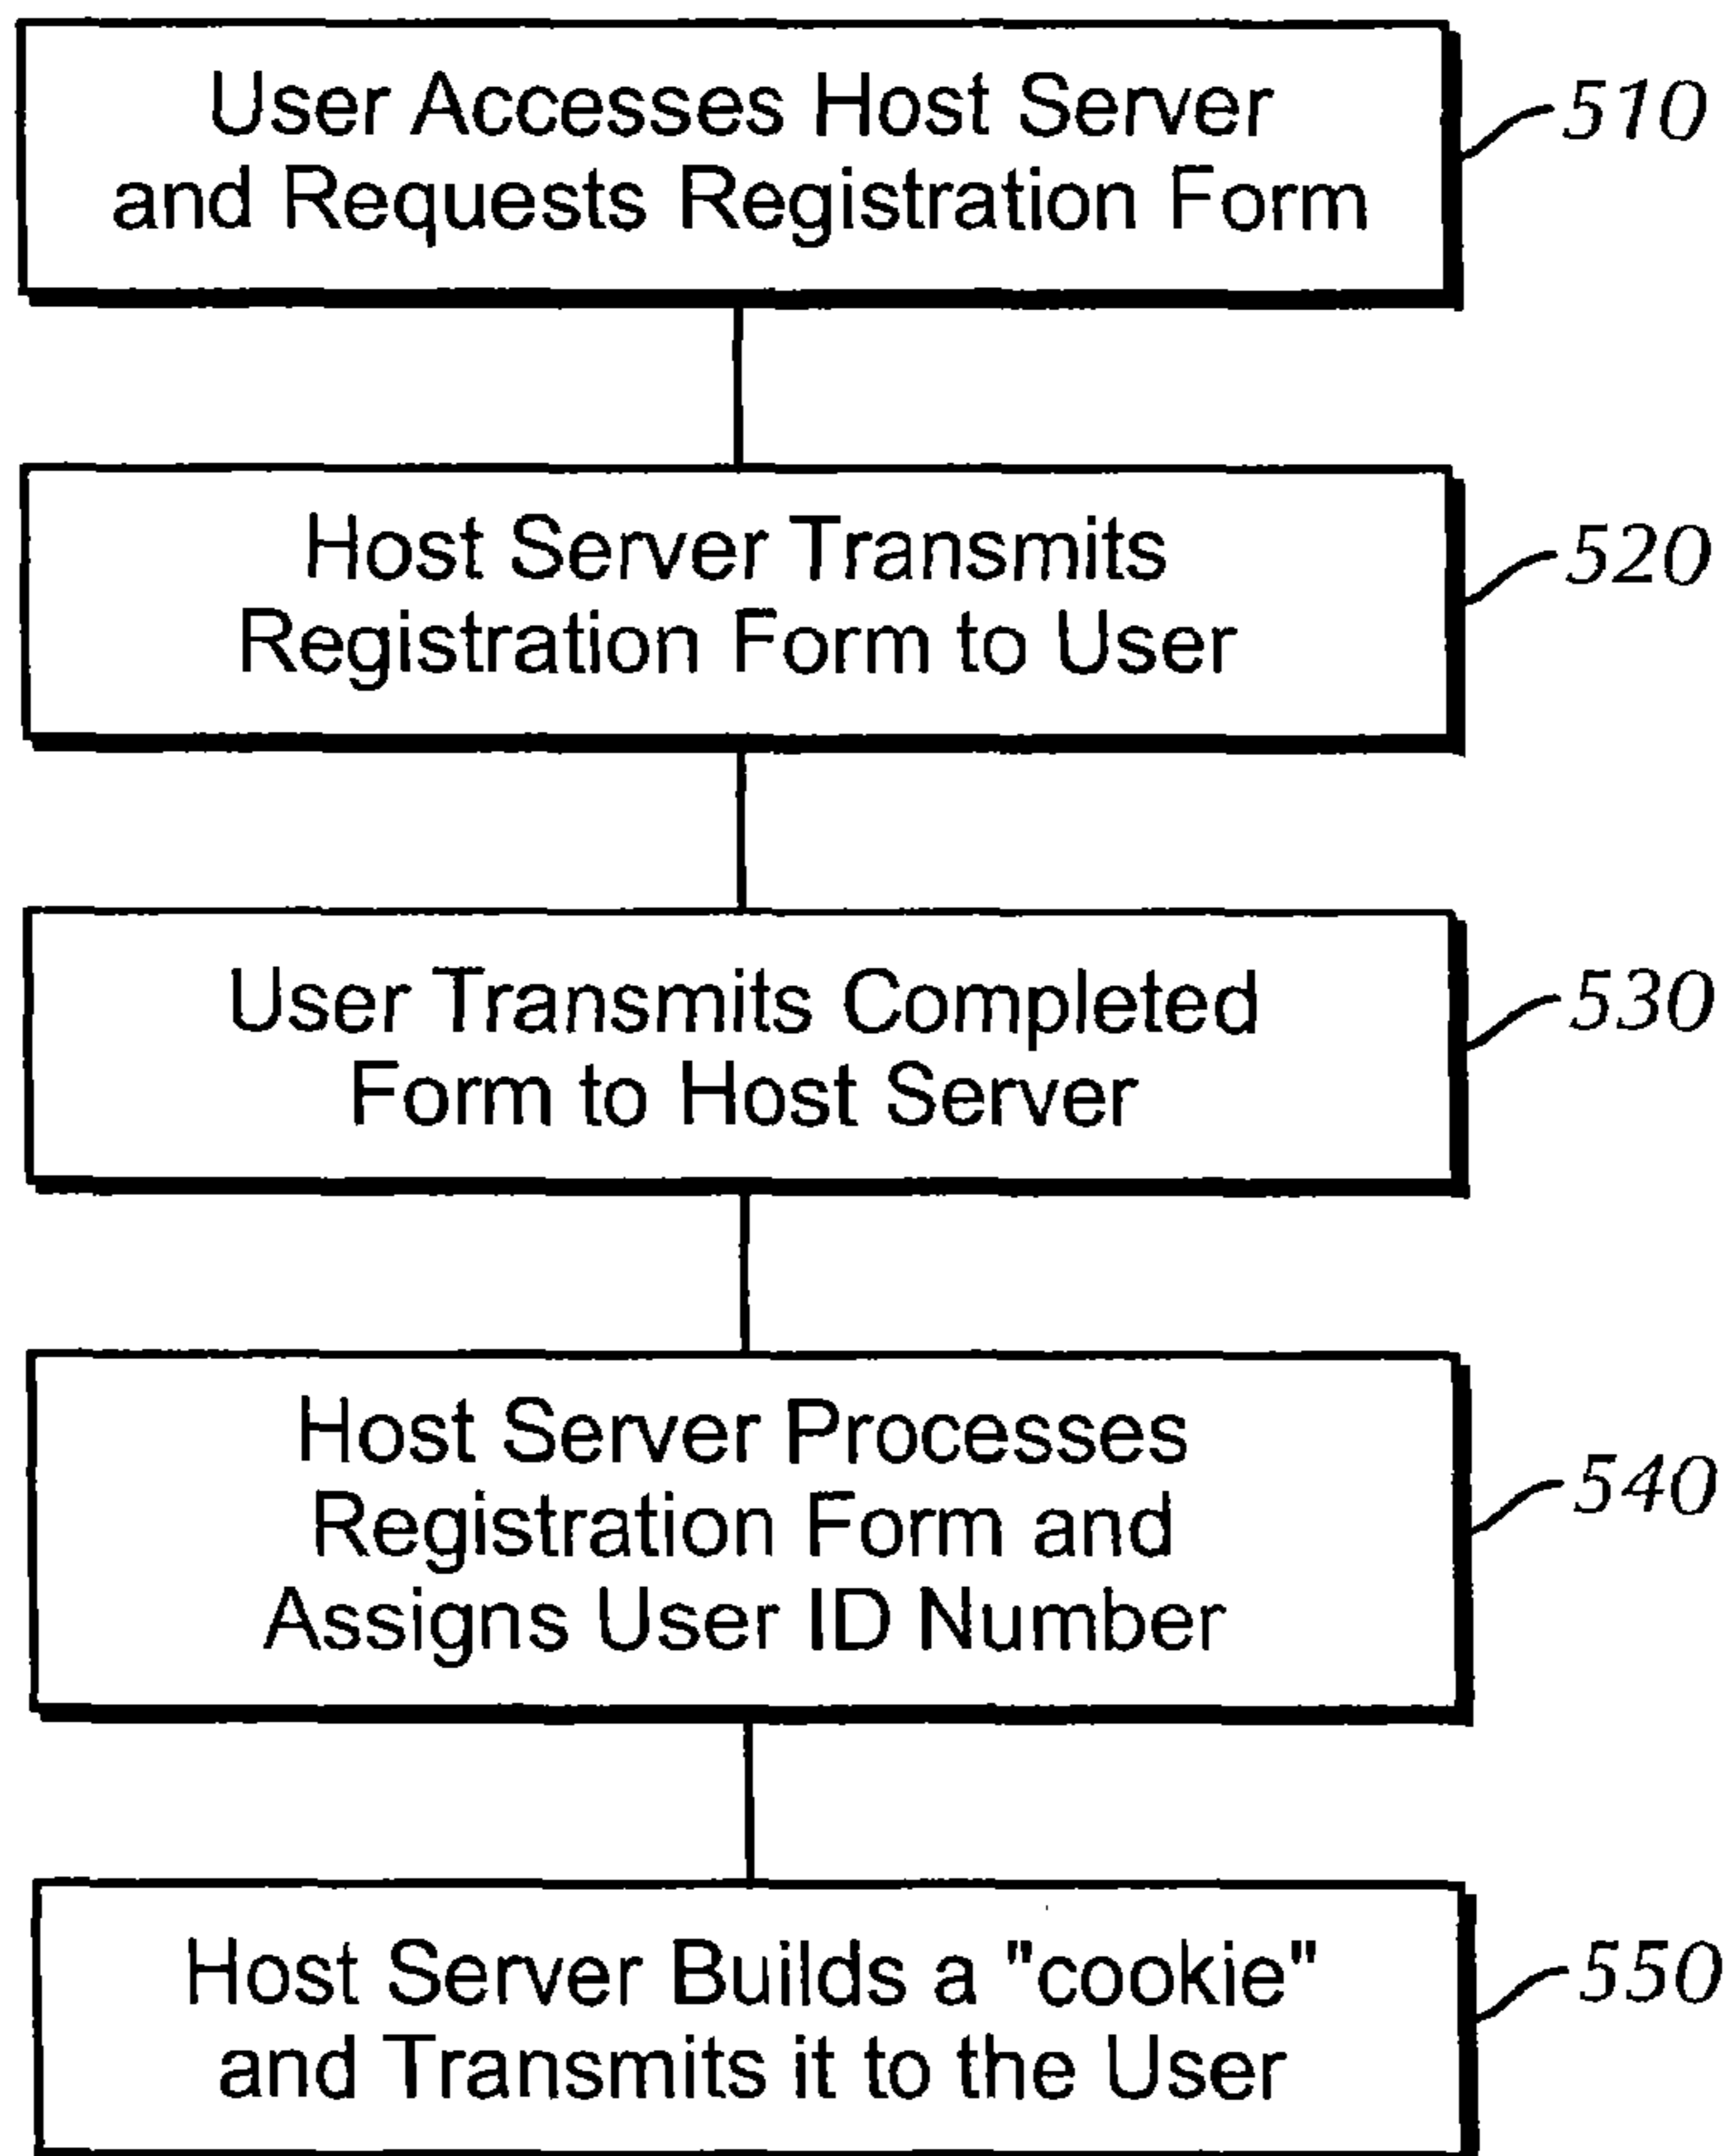 User Accesses Host Server
and Requests Registration Form
510
Host Server Transmits
Registration Form to User
520
User Transmits Completed
Form to Host Server
530
Host Server Processes
Registration Form and
Assigns User ID Number
540
Host Server Builds a "cookie"
and Transmits it to the User
550